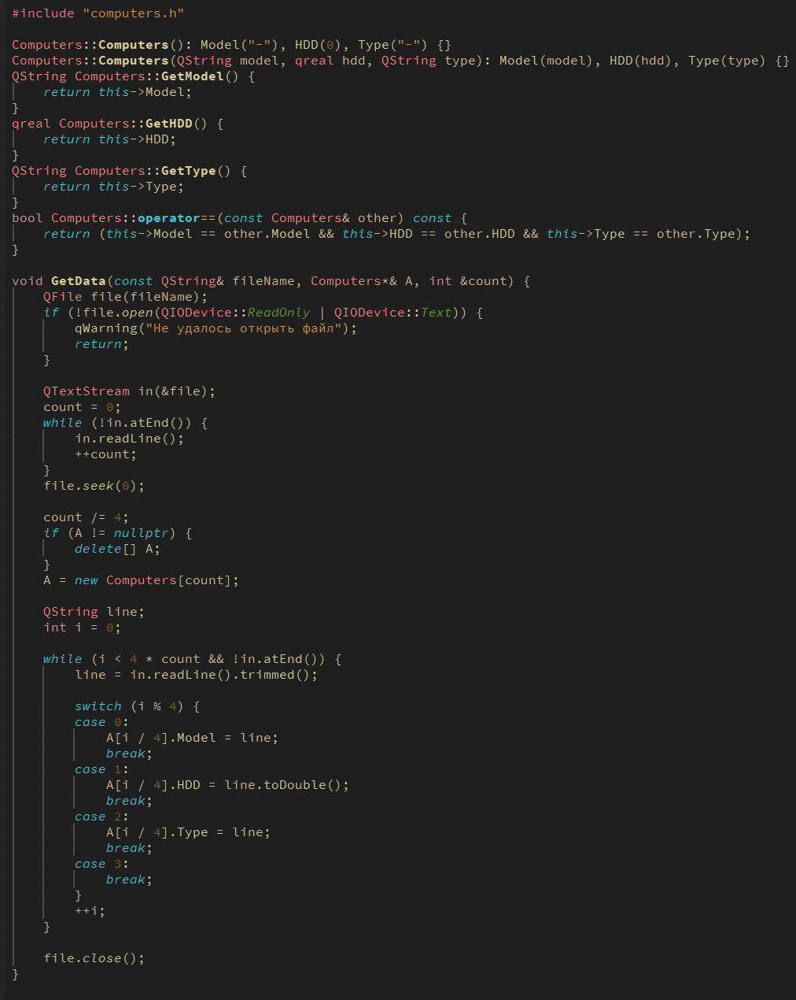 #include "computers.h"

Computers::Computers(): Model("-"), HDD(0), Type("-") {}
Computers::Computers(QString model, qreal hdd, QString type): Model(model), HDD(hdd), Type(type) {}
QString Computers::GetModel() {
    return this->Model;
}
qreal Computers::GetHDD() {
    return this->HDD;
}
QString Computers::GetType() {
    return this->Type;
}
bool Computers::operator==(const Computers& other) const {
    return (this->Model == other.Model && this->HDD == other.HDD && this->Type == other.Type);
}

void GetData(const QString& fileName, Computers*& A, int &count) {
    QFile file(fileName);
    if (!file.open(QIODevice::ReadOnly | QIODevice::Text)) {
        qWarning("Не удалось открыть файл");
        return;
    }

    QTextStream in(&file);
    count = 0;
    while (!in.atEnd()) {
        in.readLine();
        ++count;
    }
    file.seek(0);

    count /= 4;
    if (A != nullptr) {
        delete[] A;
    }
    A = new Computers[count];

    QString line;
    int i = 0;

    while (i < 4 * count && !in.atEnd()) {
        line = in.readLine().trimmed();

        switch (i % 4) {
        case 0:
            A[i / 4].Model = line;
            break;
        case 1:
            A[i / 4].HDD = line.toDouble();
            break;
        case 2:
            A[i / 4].Type = line;
            break;
        case 3:
            break;
        }
        ++i;
    }

    file.close();
}